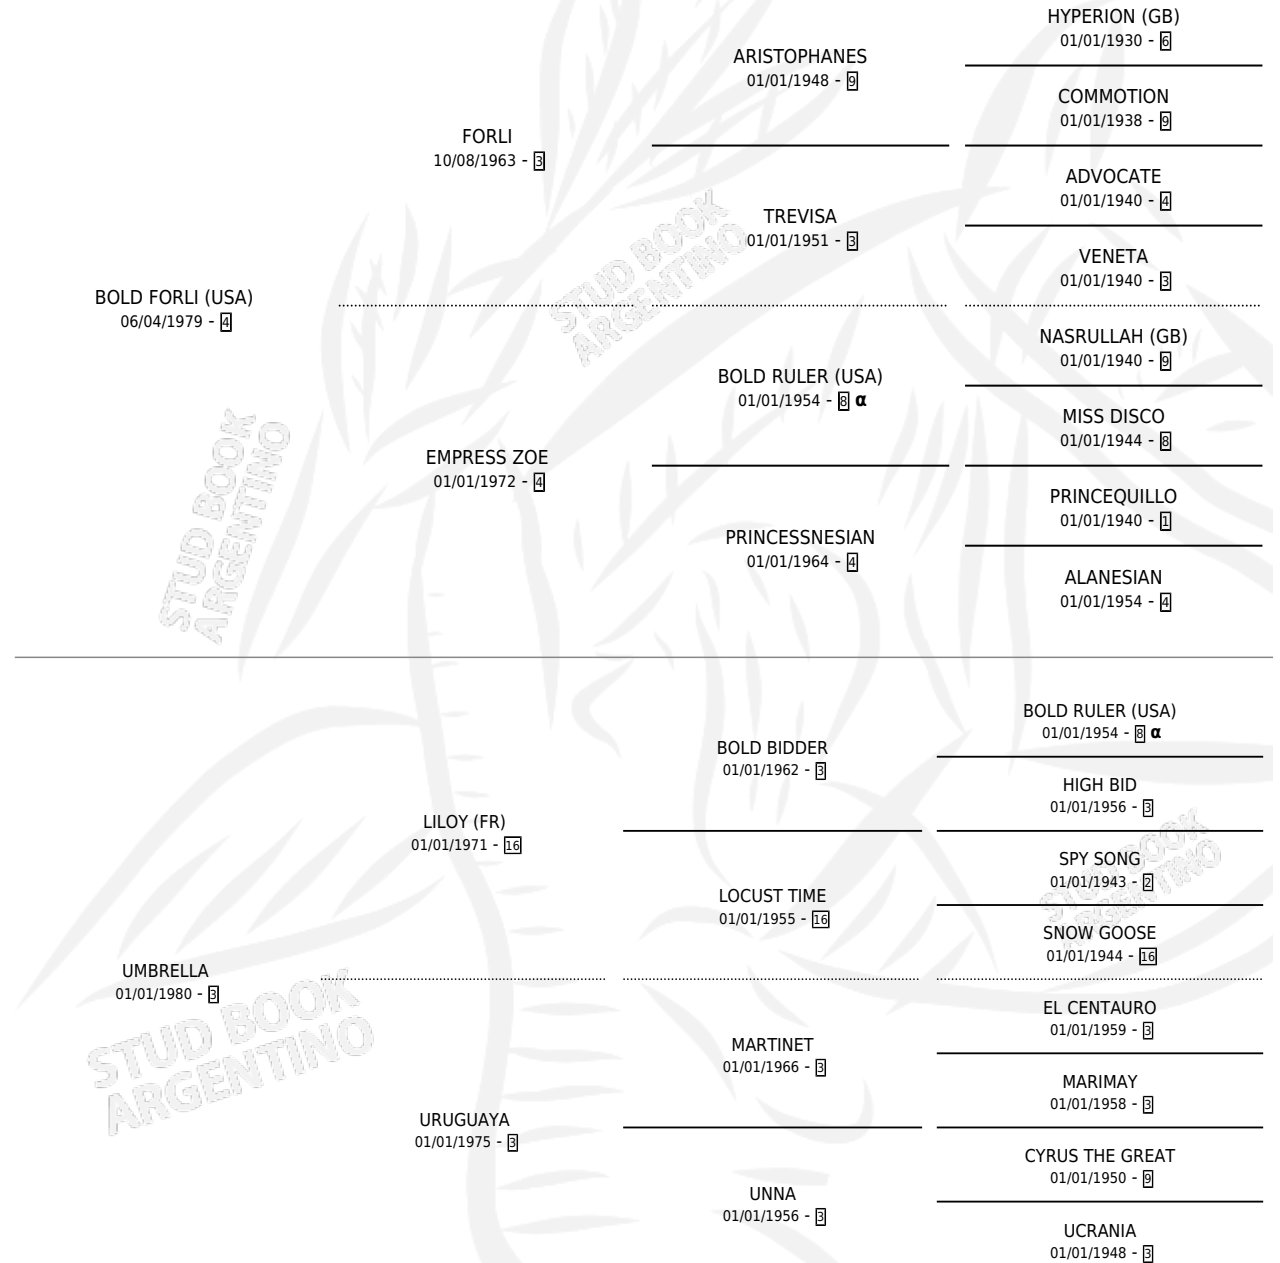 HYPERION (GB)
01/01/1930 - 6
ARISTOPHANES
01/01/1948 - 9
COMMOTION
01/01/1938 - 9
FORLI
10/08/1963 - 3
ADVOCATE
01/01/1940 - 4
TREVISA
01/01/1951 - 3
VENETA
01/01/1940 - 3
BOLD FORLI (USA)
06/04/1979 - 4
NASRULLAH (GB)
01/01/1940 - 9
BOLD RULER (USA)
01/01/1954 - 8 α
MISS DISCO
01/01/1944 - 8
EMPRESS ZOE
01/01/1972 - 4
PRINCEQUILLO
01/01/1940 - 1
PRINCESSNESIAN
01/01/1964 - 4
ALANESIAN
01/01/1954 - 4
BOLD RULER (USA)
01/01/1954 - 8 α
BOLD BIDDER
01/01/1962 - 3
HIGH BID
01/01/1956 - 3
LILOY (FR)
01/01/1971 - 16
SPY SONG
01/01/1943 - 2
LOCUST TIME
01/01/1955 - 16
SNOW GOOSE
01/01/1944 - 16
UMBRELLA
01/01/1980 - 3
EL CENTAURO
01/01/1959 - 3
MARTINET
01/01/1966 - 3
MARIMAY
01/01/1958 - 3
URUGUAYA
01/01/1975 - 3
CYRUS THE GREAT
01/01/1950 - 9
UNNA
01/01/1956 - 3
UCRANIA
01/01/1948 - 3
STUD BOOK
ARGENTINO
STUD BOOK
ARGENTINO
STUD BOOK
ARGENTINO
STUD BOOK
ARGENTINO